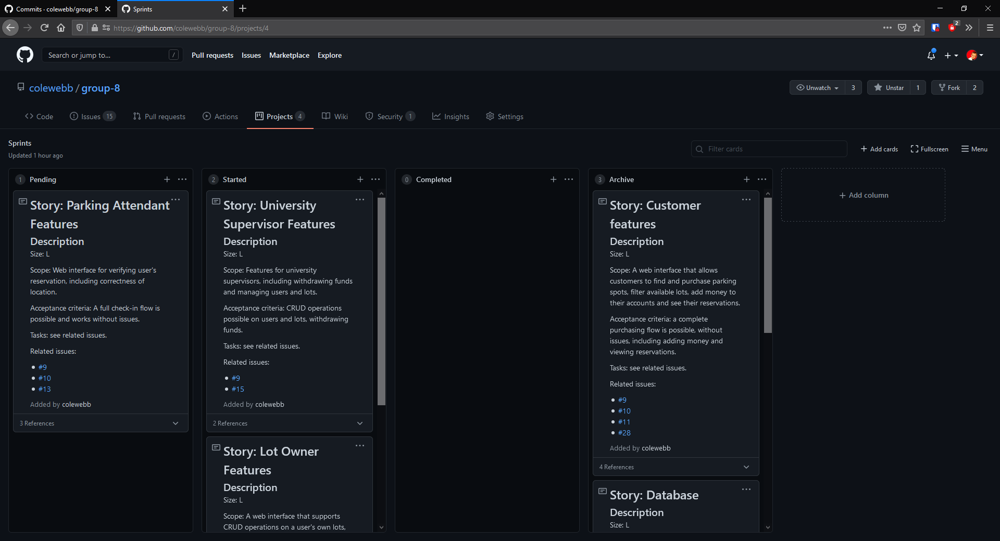 Commits · colewebb/group-8
Sprints
https://github.com/colewebb/group-8/projects/4
2
Search or jump to...
/
Pull requests
Issues
Marketplace
Explore
colewebb / group-8
Unwatch
3
Unstar
1
Fork
2
Code
Issues 15
Pull requests
Actions
Projects 4
Wiki
Security 1
Insights
Settings
Sprints
Updated 1 hour ago
Filter cards
Add cards
Fullscreen
Menu
1 Pending
Story: Parking Attendant
Features
Description
Size: L
Scope: Web interface for verifying user's
reservation, including correctness of
location.
Acceptance criteria: A full check-in flow is
possible and works without issues.
Tasks: see related issues.
Related issues:
#9
#10
#13
Added by colewebb
3 References
2 Started
Story: University
Supervisor Features
Description
Size: L
Scope: Features for university
supervisors, including withdrawing funds
and managing users and lots.
Acceptance criteria: CRUD operations
possible on users and lots, withdrawing
funds.
Tasks: see related issues.
Related issues:
#9
#15
Added by colewebb
2 References
Story: Lot Owner
Features
Description
Size: L
Scope: A web interface that supports
CRUD operations on a user's own lots,
0 Completed
3 Archive
Story: Customer
features
Description
Size: L
Scope: A web interface that allows
customers to find and purchase parking
spots, filter available lots, add money to
their accounts and see their reservations.
Acceptance criteria: a complete
purchasing flow is possible, without
issues, including adding money and
viewing reservations.
Tasks: see related issues.
Related issues:
#9
#10
#11
#28
Added by colewebb
4 References
Story: Database
Description
Size: L
Add column